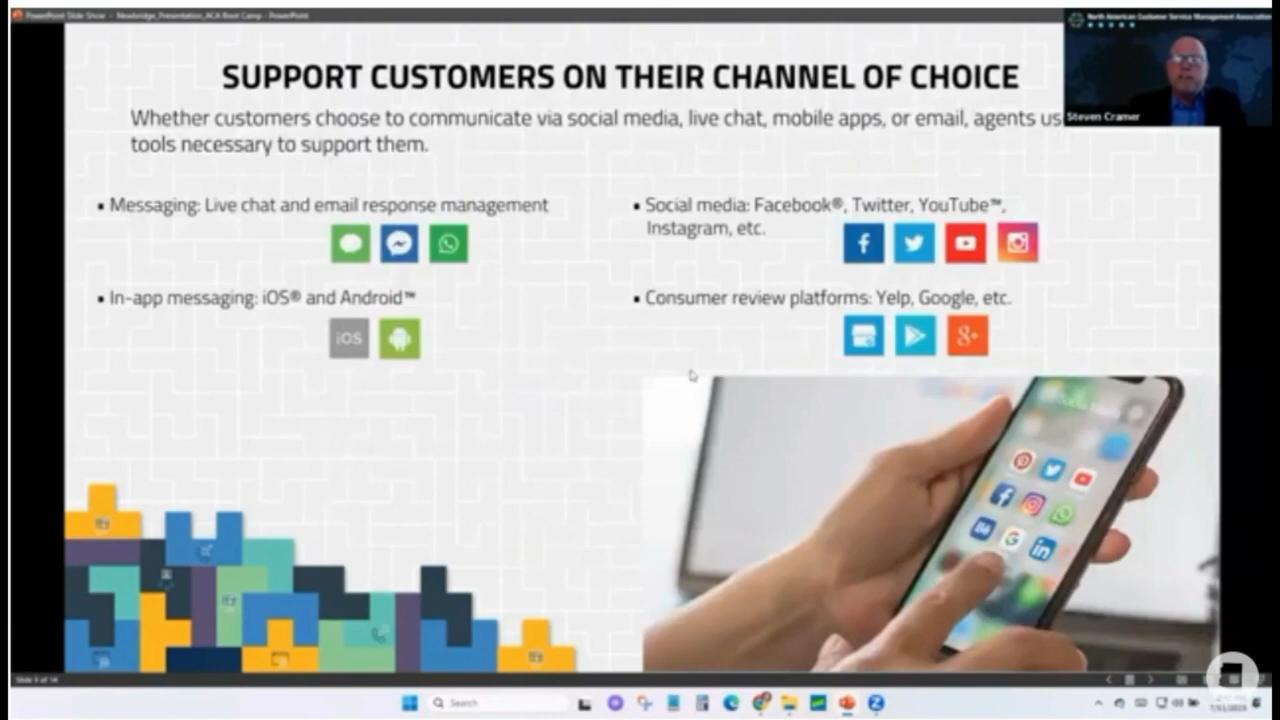 PowerPoint Slide Show - Newbridge_Presentation_ACA Boot Camp - PowerPoint
North American Customer Service Management Association
Steven Cramer
SUPPORT CUSTOMERS ON THEIR CHANNEL OF CHOICE
Whether customers choose to communicate via social media, live chat, mobile apps, or email, agents us
tools necessary to support them.
▪ Messaging: Live chat and email response management
▪ In-app messaging: iOS® and Android™
iOS
▪ Social media: Facebook®, Twitter, YouTube™,
Instagram, etc.
▪ Consumer review platforms: Yelp, Google, etc.
g+
Search